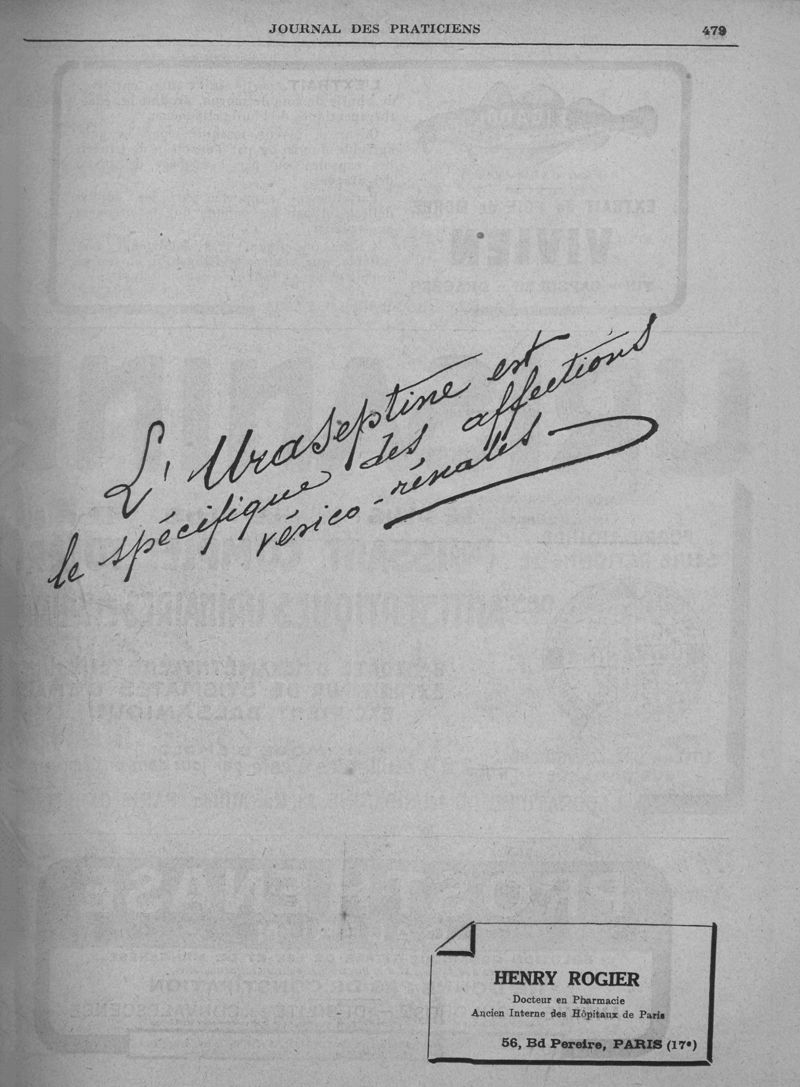 JOURNAL DES PRATICIENS 479
L'Uraseptine est
le spécifique des affections
vésico-rénales
HENRY ROGIER
Docteur en Pharmacie
Ancien Interne des Hôpitaux de Paris
56, Bd Pereire, PARIS (17e)